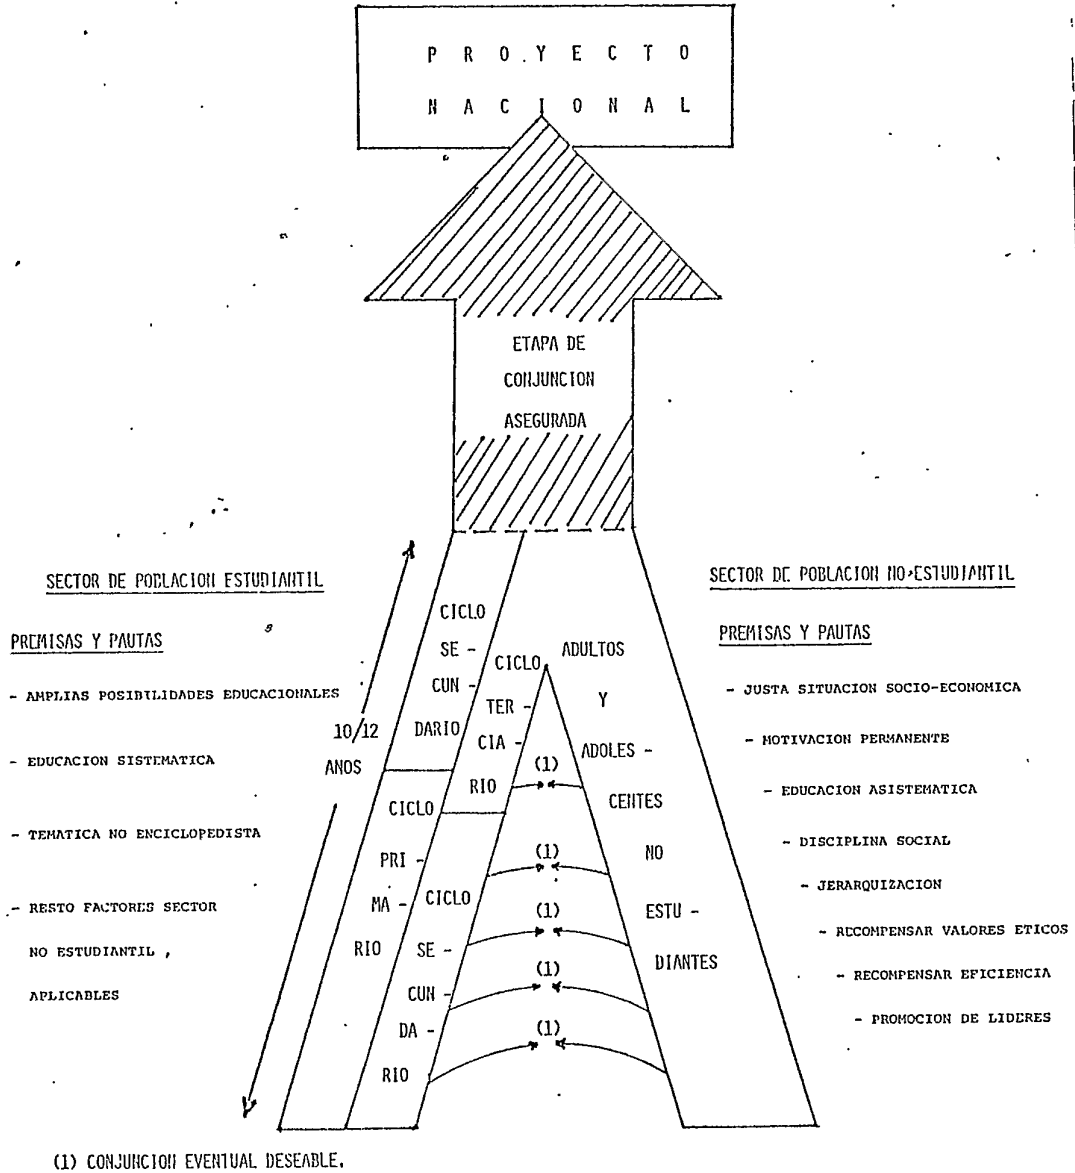 PROYECTO
NACIONAL
ETAPA DE
CONJUNCION
ASEGURADA
SECTOR DE POBLACION ESTUDIANTIL
PREMISAS Y PAUTAS
- AMPLIAS POSIBILIDADES EDUCACIONALES
- EDUCACION SISTEMATICA
- TEMATICA NO ENCICLOPEDISTA
- RESTO FACTORES SECTOR
NO ESTUDIANTIL,
APLICABLES
10/12
ANOS
CICLO
SE -
CUN -
DARIO
CICLO
PRI -
MA -
RIO
CICLO
TER -
CIA -
RIO
CICLO
SE -
CUN -
DA -
RIO
(1)
(1)
(1)
(1)
(1)
ADULTOS
Y
ADOLES -
CENTES
NO
ESTU -
DIANTES
SECTOR DE POBLACION NO-ESTUDIANTIL
PREMISAS Y PAUTAS
- JUSTA SITUACION SOCIO-ECONOMICA
- MOTIVACION PERMANENTE
- EDUCACION ASISTEMATICA
- DISCIPLINA SOCIAL
- JERARQUIZACION
- RECOMPENSAR VALORES ETICOS
- RECOMPENSAR EFICIENCIA
- PROMOCION DE LIDERES
(1) CONJUNCION EVENTUAL DESEABLE.